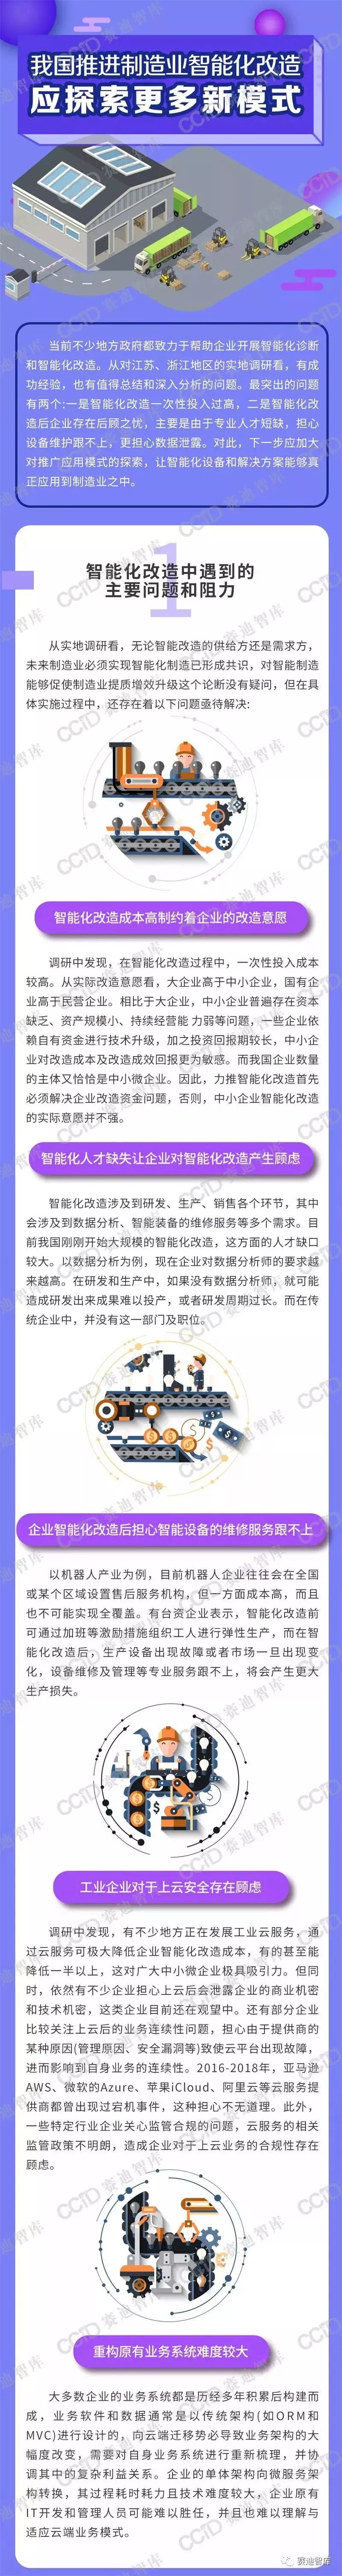 我国推进制造业智能化改造
应探索更多新模式
当前不少地方政府都致力于帮助企业开展智能化诊断
和智能化改造。从对江苏、浙江地区的实地调研看，有成
功经验，也有值得总结和深入分析的问题。最突出的问题
有两个:一是智能改造一次性投入过高，二是智能化改
造后企业存在后顾之忧，主要是由于专业人才短缺，担心
设备维护跟不上，更担心数据泄露。对此，下一步应加大
对推广应用模式的探索，让智能化设备和解决方案能够真
正应用到制造业之中。
1
智能化改造中遇到的
主要问题和阻力
从实地调研看，无论智能改造的供给方还是需求方，
未来制造业必须实现智能化制造已形成共识，对智能制造
能够促使制造业提质增效升级这个论断没有疑问，但在具
体实施过程中，还存在着以下问题亟待解决:
智能化改造成本高制约着企业的改造意愿
调研中发现，在智能化改造过程中，一次性投入成本
较高。从实际改造意愿看，大企业高于中小企业，国有企
业高于民营企业。相比于大企业，中小企业普遍存在资本
缺乏、资产规模小、持续经营能 力弱等问题，一些企业依
赖自有资金进行技术升级，加之投资回报期较长，中小企
业对改造成本及改造成效回报更为敏感。而我国企业数量
的主体又恰恰是中小微企业。因此，力推智能化改造首先
必须解决企业改造资金问题，否则，中小企业智能化改造
的实际意愿并不强。
智能化人才缺失让企业对智能化改造产生顾虑
智能化改造涉及到研发、生产、销售各个环节，其中
会涉及到数据分析、智能装备的维修服务等多个需求。目
前我国刚刚开始大规模的智能化改造，这方面的人才缺口
较大。以数据分析为例，现在企业对数据分析师的要求越
来越高。在研发和生产中，如果没有数据分析师，就可能
造成研发出来成果难以投产，或者研发周期过长。而在传
统企业中，并没有这一部门及职位。
企业智能化改造后担心智能设备的维修服务跟不上
以机器人产业为例，目前机器人企业往往会在全国
或某个区域设置售后服务机构，但一方面成本高，而且
也不可能实现全覆盖。有台资企业表示，智能化改造前
可通过加班等激励措施组织工人进行弹性生产，而在智
能化改造后，生产设备出现故障或者市场一旦出现变
化，设备维修及管理等专业服务跟不上，将会产生更大
生产损失。
工业企业对于上云安全存在顾虑
调研中发现，有不少地方正在发展工业云服务，通
过云服务可极大降低企业智能化改造成本，有的甚至能
降低一半以上，这对广大中小微企业极具吸引力。但同
时，依然有不少企业担心上云后会泄露企业的商业机密
和技术机密，这类企业目前还在观望中。还有部分企业
比较关注上云后的业务连续性问题，担心由于提供商的
某种原因(管理原因、安全漏洞等)致使云平台出现故障，
进而影响到自身业务的连续性。2016-2018年，亚马逊
AWS、微软的Azure、苹果iCloud、阿里云等云服务提
供商都曾出现过宕机事件，这种担心不无道理。此外，
一些特定行业企业关心监管合规的问题，云服务的相关
监管政策不明朗，造成企业对于上云业务的合规性存在
顾虑。
重构原有业务系统难度较大
大多数企业的业务系统都是历经多年积累后构建而
成，业务软件和数据通常是以传统架构(如ORM和
MVC)进行设计的，向云端迁移势必导致业务架构的大
幅度改变，需要对自身业务系统进行重新梳理，并协
调其中的复杂利益关系。企业的单体架构向微服务架
构转换，其过程耗时耗力且技术难度较大，企业原有
IT开发和管理人员可能难以胜任，并且也难以理解与
适应云端业务模式。
赛迪智库